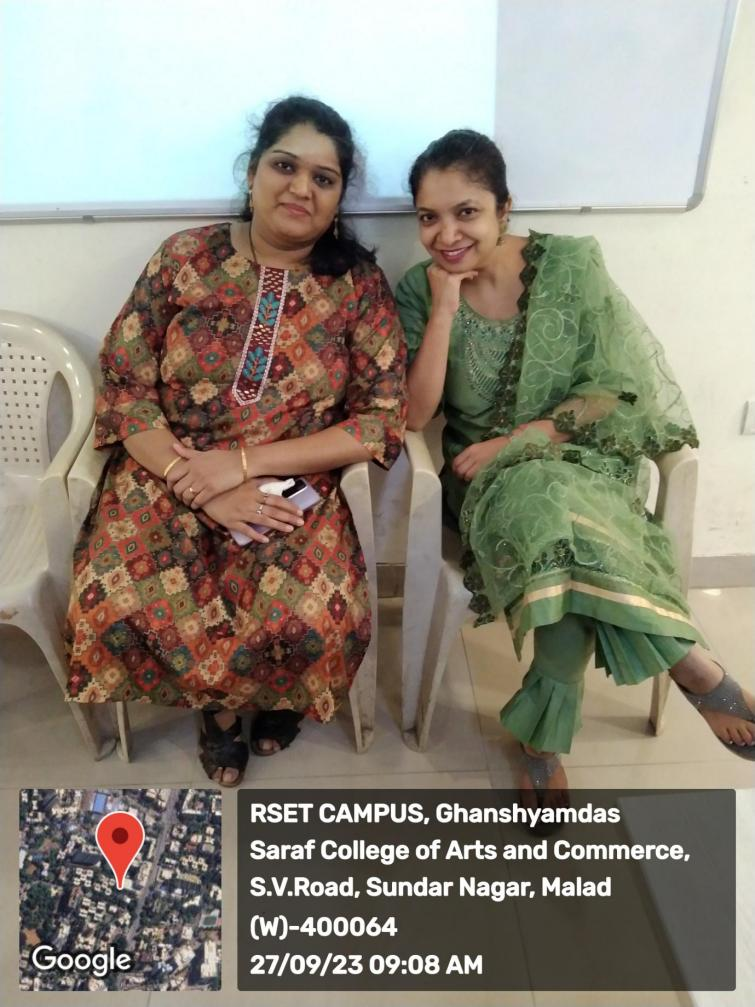 RSET CAMPUS, Ghanshyamdas
Saraf College of Arts and Commerce,
S.V.Road, Sundar Nagar, Malad
(W)-400064
27/09/23 09:08 AM
Google